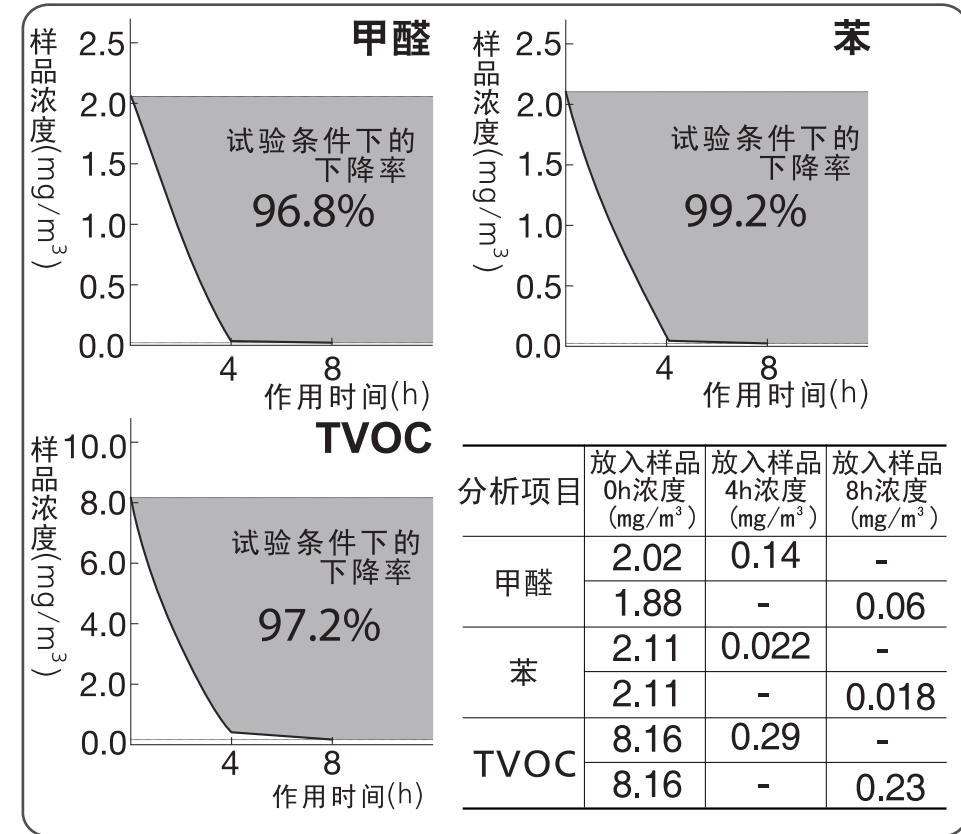 甲醛
样品浓度(mg/m³)
2.5
2.0
1.5
1.0
0.5
0.0
试验条件下的
下降率
96.8%
4 8
作用时间(h)
苯
样品浓度(mg/m³)
2.5
2.0
1.5
1.0
0.5
0.0
试验条件下的
下降率
99.2%
4 8
作用时间(h)
TVOC
样品浓度(mg/m³)
10.0
8.0
6.0
4.0
2.0
0.0
试验条件下的
下降率
97.2%
4 8
作用时间(h)
分析项目 放入样品0h浓度(mg/m³) 放入样品4h浓度(mg/m³) 放入样品8h浓度(mg/m³)
甲醛 2.02 0.14 -
1.88 - 0.06
苯 2.11 0.022 -
2.11 - 0.018
TVOC 8.16 0.29 -
8.16 - 0.23